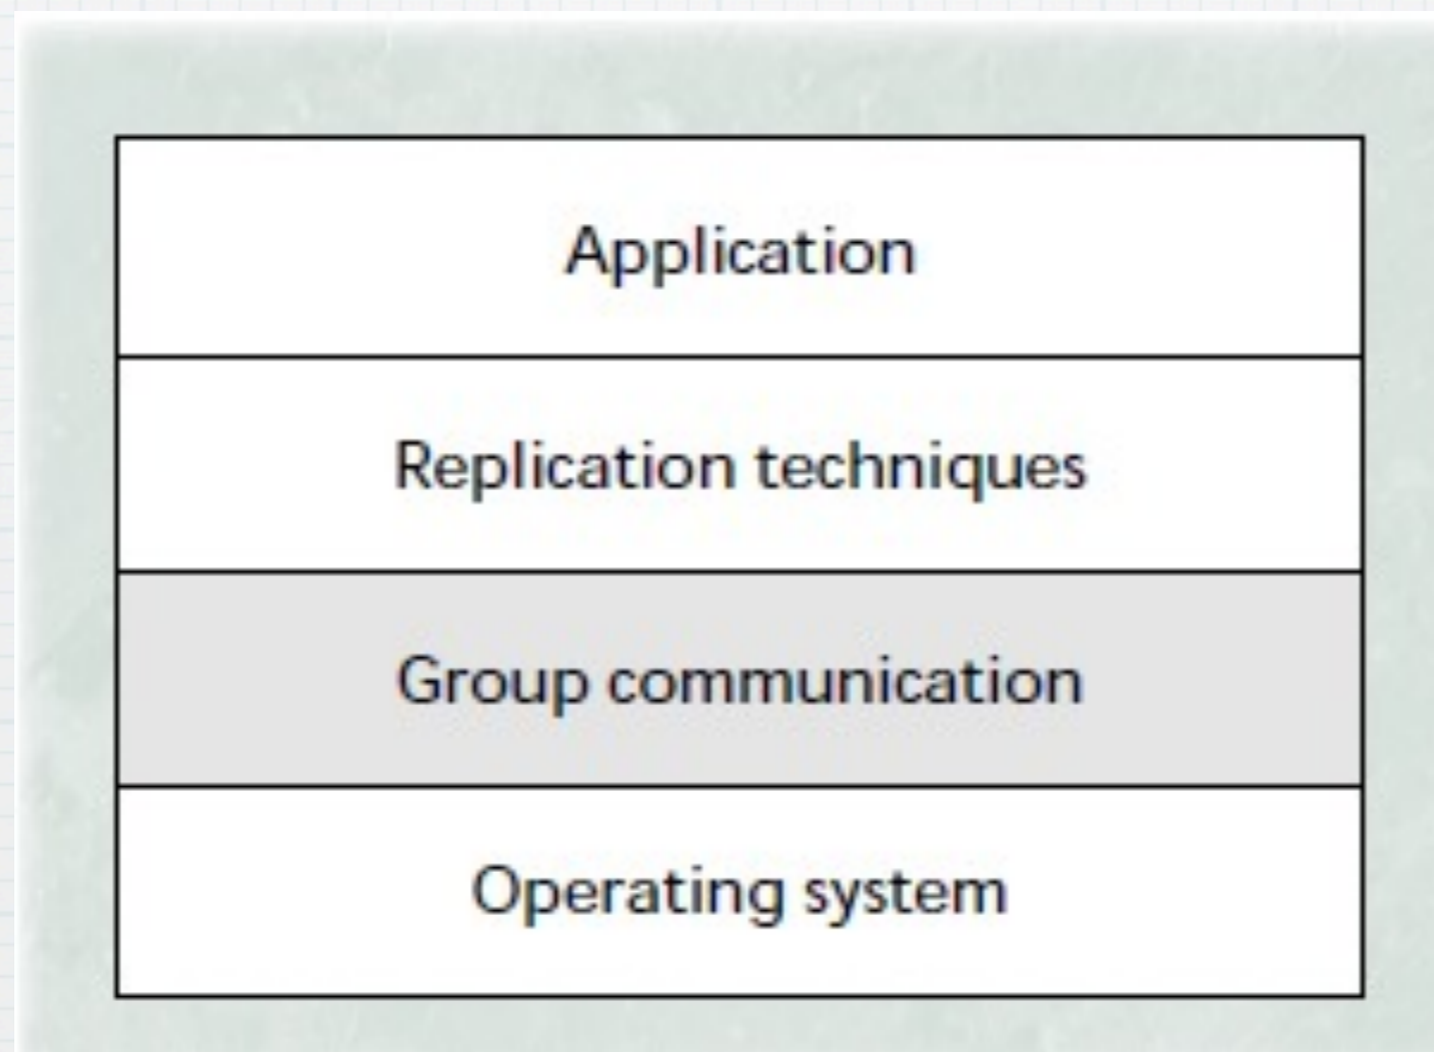 Application
Replication techniques
Group communication
Operating system